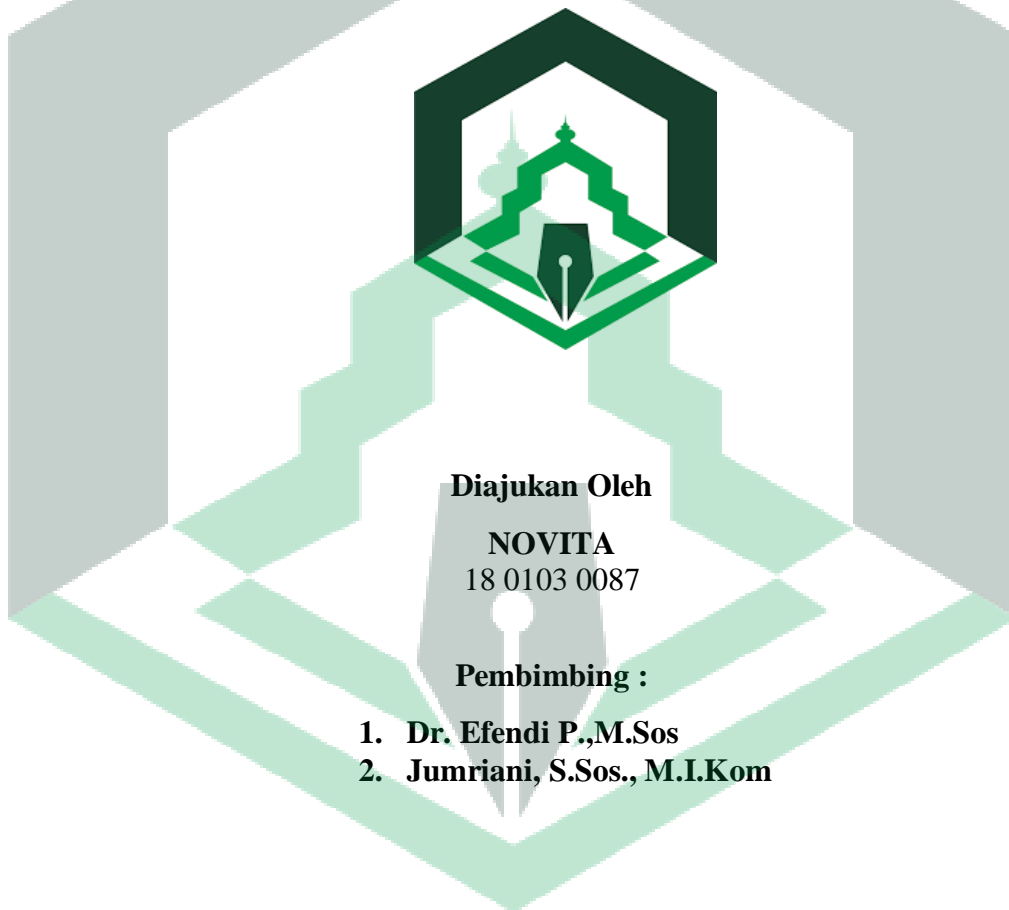 Diajukan Oleh
NOVITA
18 0103 0087
Pembimbing :
1. Dr. Efendi P.,M.Sos
2. Jumriani, S.Sos., M.I.Kom